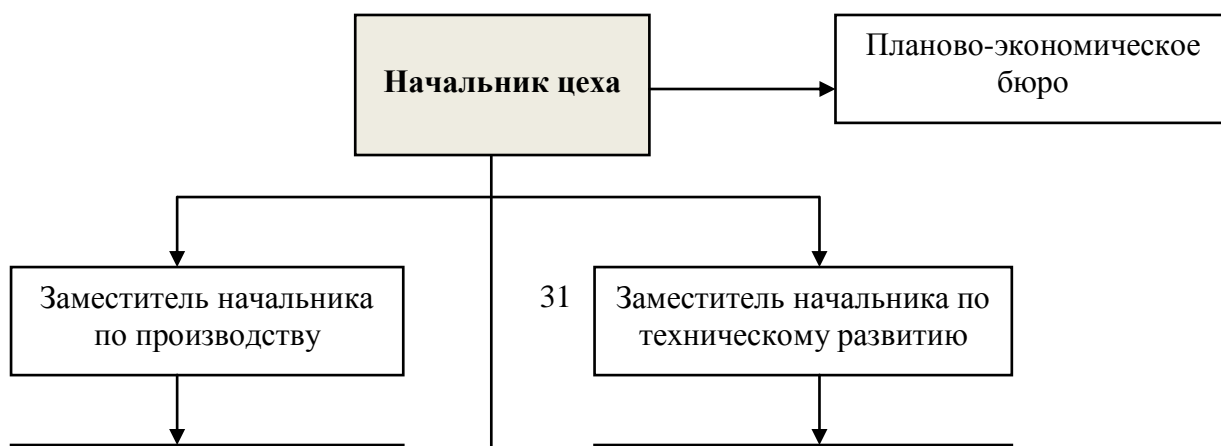 Начальник цеха
Планово-экономическое
бюро
Заместитель начальника
по производству
31
Заместитель начальника по
техническому развитию